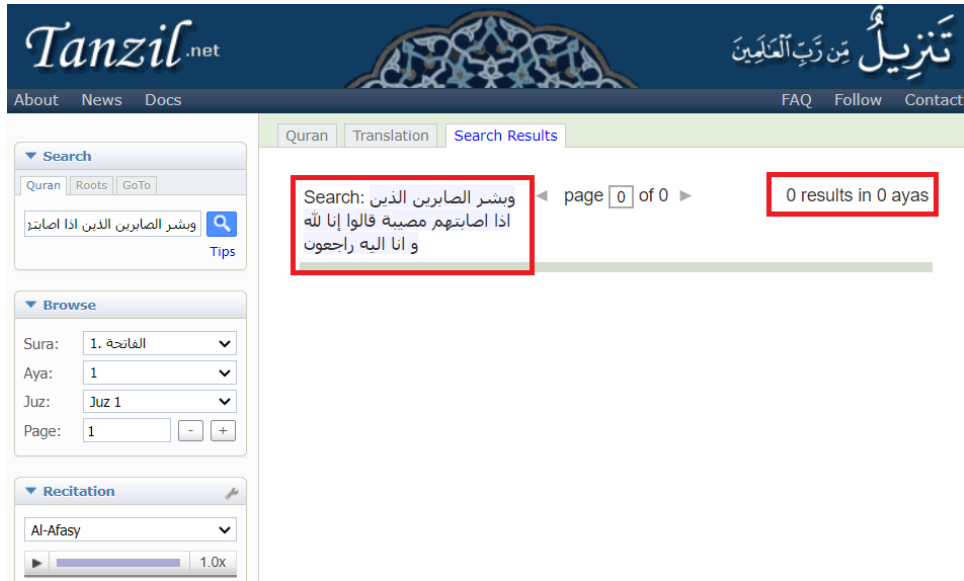 Tanzil.net
تَنزِيلٌ مِّن رَّبِّ ٱلْعَـٰلَمِينَ
About News Docs
FAQ Follow Contact
Quran Translation Search Results
Search
Quran Roots GoTo
وبشر الصابرين الذين اذا اصابتهم
Tips
Search: وبشر الصابرين الذين
اذا اصابتهم مصيبة قالوا إنا لله
و انا اليه راجعون
page 0 of 0
0 results in 0 ayas
Browse
Sura: 1. الفاتحة
Aya: 1
Juz: Juz 1
Page: 1 - +
Recitation
Al-Afasy
1.0x